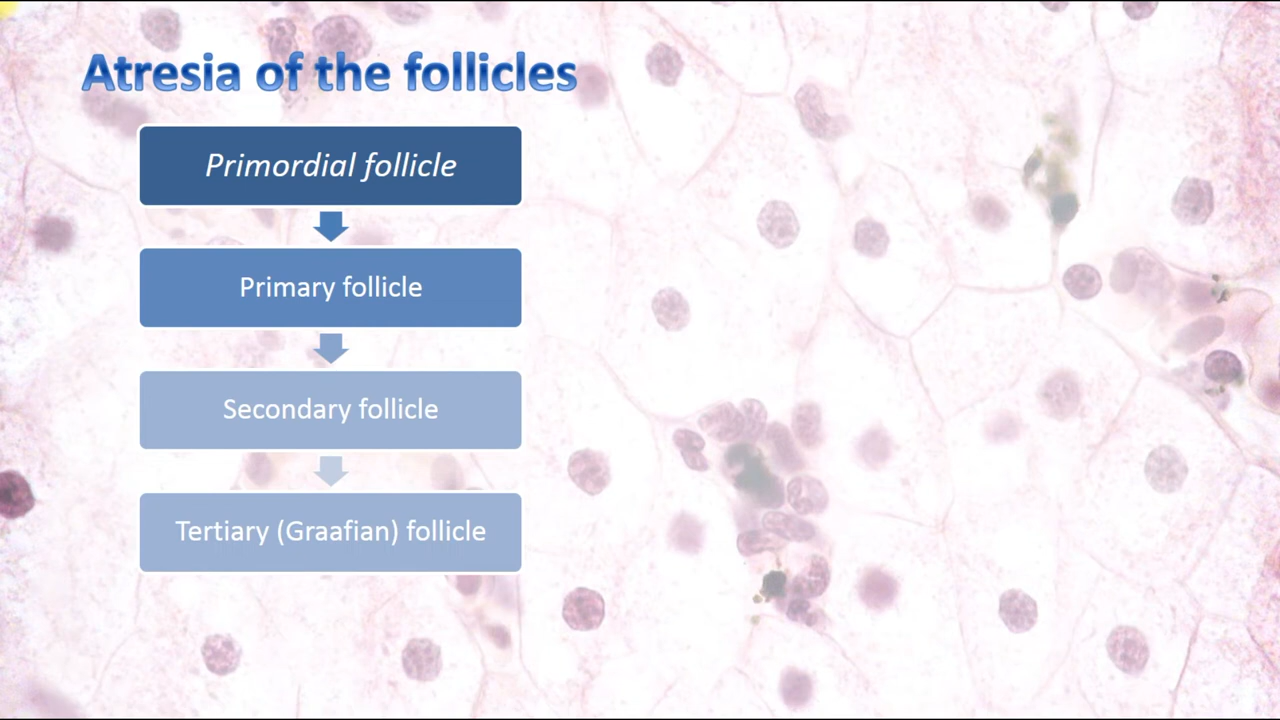 Atresia of the follicles
Primordial follicle
Primary follicle
Secondary follicle
Tertiary (Graafian) follicle